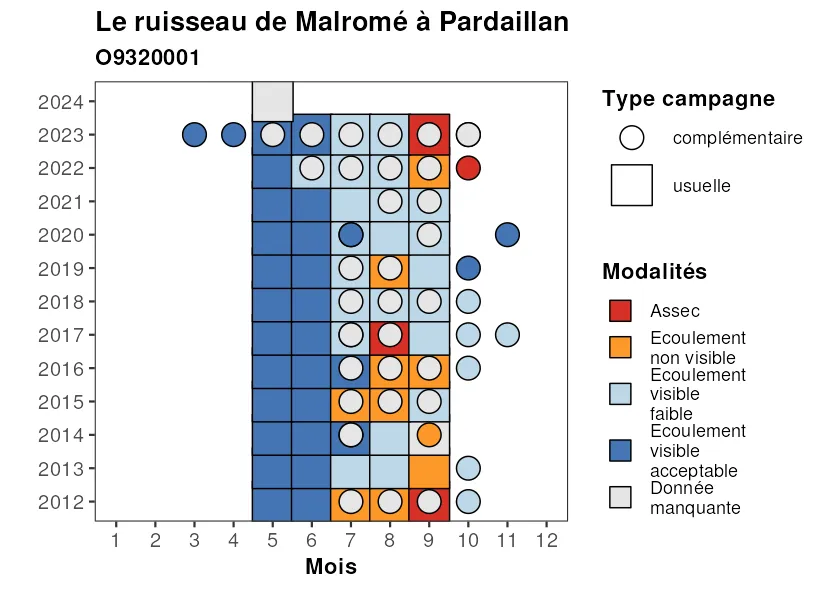 Le ruisseau de Malromé à Pardaillan
O9320001
2024
2023
2022
2021
2020
2019
2018
2017
2016
2015
2014
2013
2012
1 2 3 4 5 6 7 8 9 10 11 12
Mois
Type campagne
complémentaire
usuelle
Modalités
Assec
Ecoulement
non visible
Ecoulement
visible
faible
Ecoulement
visible
acceptable
Donnée
manquante